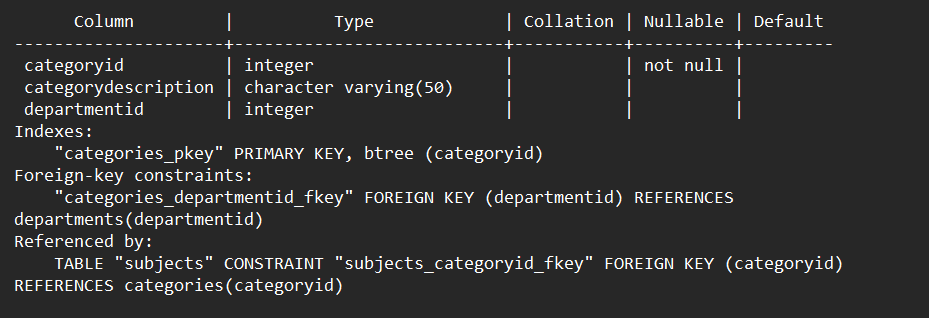 Column         |           Type            | Collation | Nullable | Default
---------------------+---------------------------+-----------+----------+---------
 categoryid          | integer                   |           | not null |
 categorydescription | character varying(50)     |           |          |
 departmentid        | integer                   |           |          |
Indexes:
    "categories_pkey" PRIMARY KEY, btree (categoryid)
Foreign-key constraints:
    "categories_departmentid_fkey" FOREIGN KEY (departmentid) REFERENCES
departments(departmentid)
Referenced by:
    TABLE "subjects" CONSTRAINT "subjects_categoryid_fkey" FOREIGN KEY (categoryid)
REFERENCES categories(categoryid)